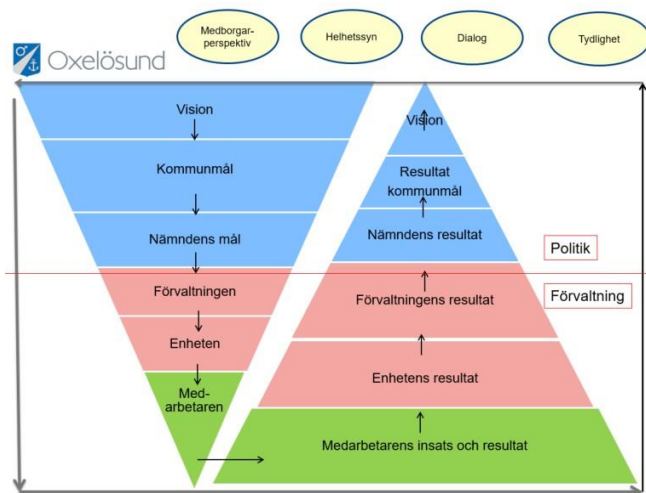 Medborgar-
perspektiv
Helhetssyn
Dialog
Tydlighet
Oxelösund
Vision
Kommunmål
Nämndens mål
Förvaltningen
Enheten
Med-
arbetaren
Vision
Resultat
kommunmål
Nämndens resultat
Politik
Förvaltningens resultat
Förvaltning
Enhetens resultat
Medarbetarens insats och resultat